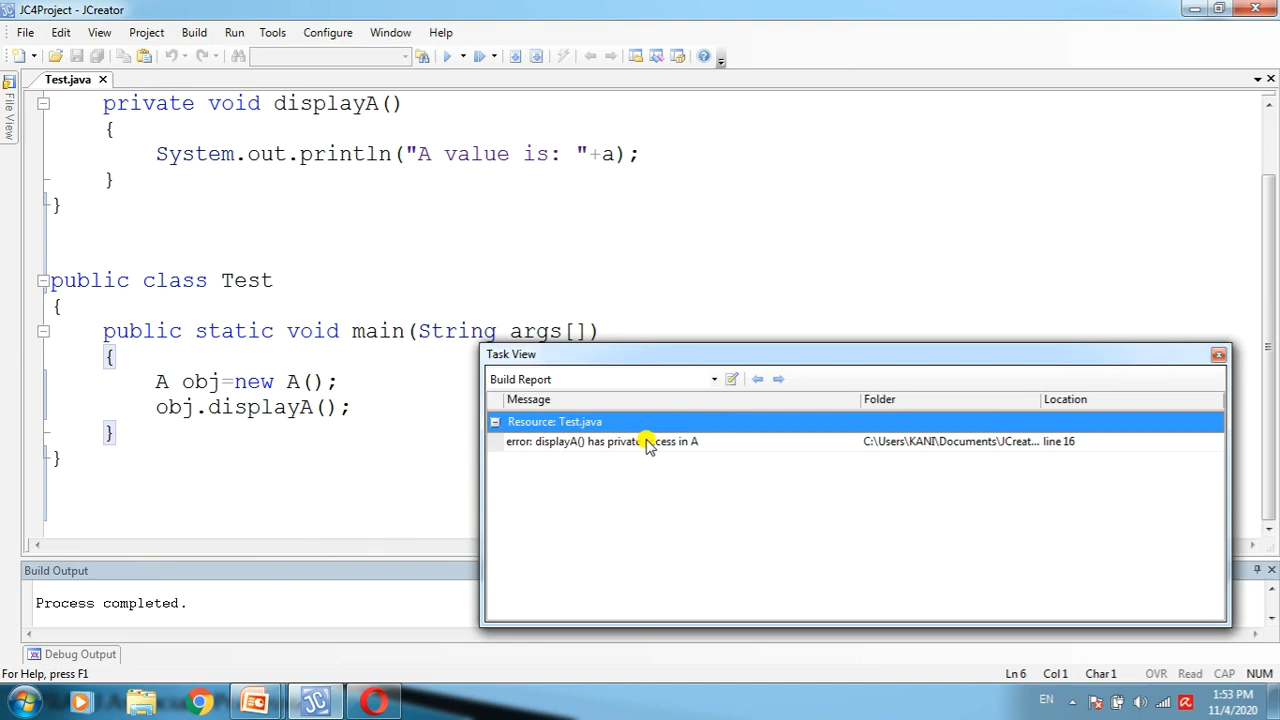 JC4Project - JCreator
File Edit View Project Build Run Tools Configure Window Help
Test.java
File View
private void displayA()
{
System.out.println("A value is: "+a);
}
}
public class Test
{
public static void main(String args[])
{
A obj=new A();
obj.displayA();
}
}
Task View
Build Report
Message Folder Location
Resource: Test.java
error: displayA() has private in A C:\Users\KANI\Documents\JCreat... line 16
Build Output
Process completed.
Debug Output
For Help, press F1
Ln 6 Col 1 Char 1 OVR Read CAP NUM
EN
1:53 PM
11/4/2020